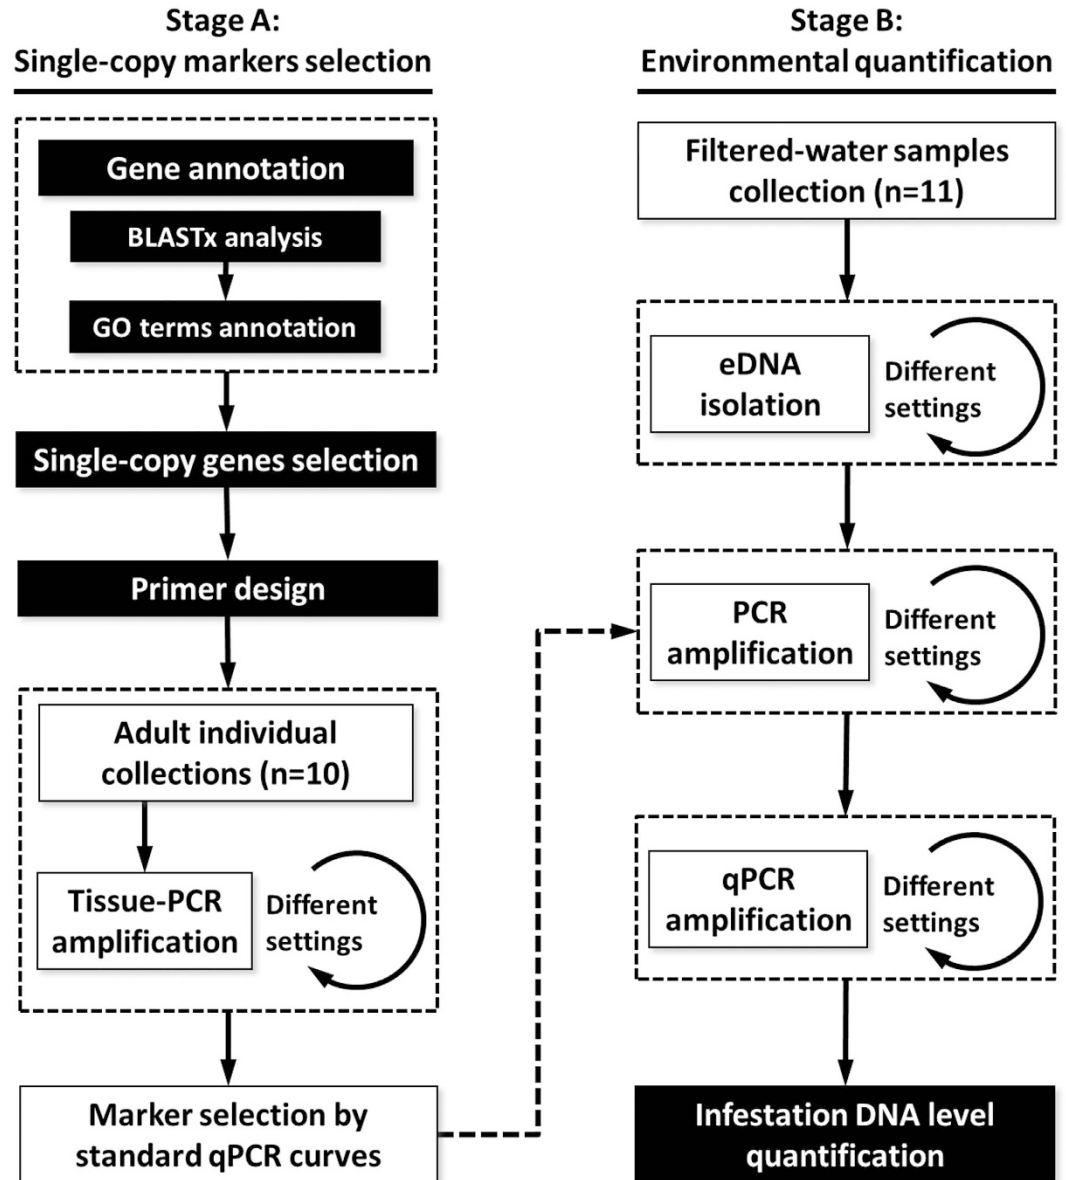 Stage A:
Single-copy markers selection
Gene annotation
BLASTx analysis
GO terms annotation
Single-copy genes selection
Primer design
Adult individual
collections (n=10)
Tissue-PCR
amplification
Different
settings
Marker selection by
standard qPCR curves
Stage B:
Environmental quantification
Filtered-water samples
collection (n=11)
eDNA
isolation
Different
settings
PCR
amplification
Different
settings
qPCR
amplification
Different
settings
Infestation DNA level
quantification